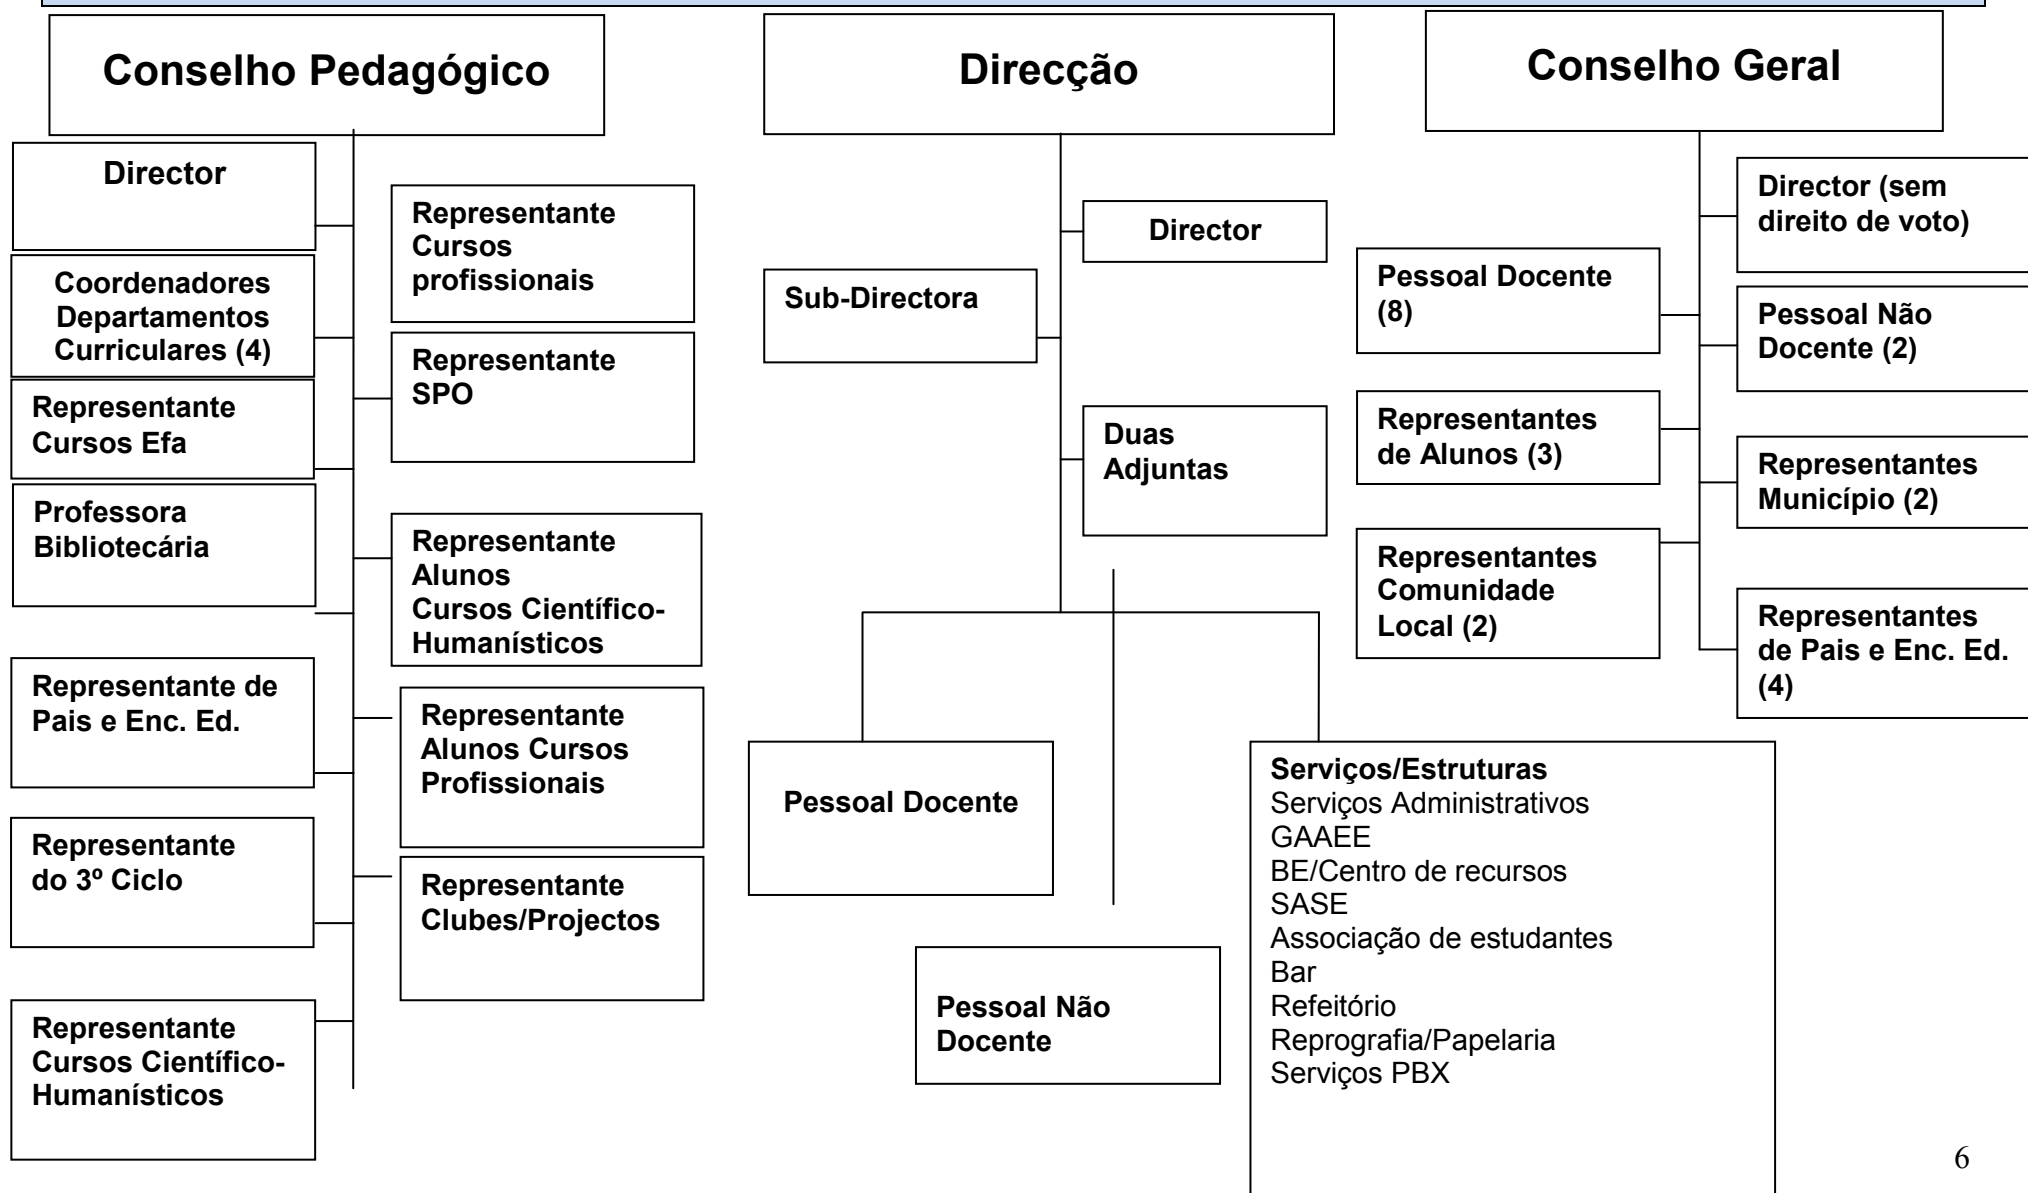 Conselho Pedagógico
Director
Coordenadores
Departamentos
Curriculares (4)
Representante
Cursos Efa
Professora
Bibliotecária
Representante de
Pais e Enc. Ed.
Representante
do 3º Ciclo
Representante
Cursos Científico-
Humanísticos
Representante
Cursos
profissionais
Representante
SPO
Representante
Alunos
Cursos Científico-
Humanísticos
Representante
Alunos Cursos
Profissionais
Representante
Clubes/Projectos
Direcção
Director
Sub-Directora
Duas
Adjuntas
Pessoal Docente
Pessoal Não
Docente
Serviços/Estruturas
Serviços Administrativos
GAAEE
BE/Centro de recursos
SASE
Associação de estudantes
Bar
Refeitório
Reprografia/Papelaria
Serviços PBX
Conselho Geral
Director (sem
direito de voto)
Pessoal Docente
(8)
Pessoal Não
Docente (2)
Representantes
de Alunos (3)
Representantes
Município (2)
Representantes
Comunidade
Local (2)
Representantes
de Pais e Enc. Ed.
(4)
6